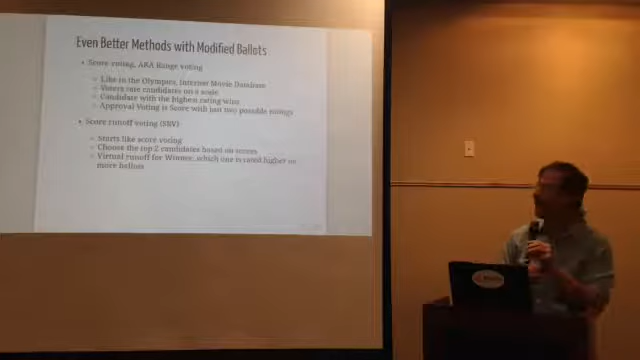 Even Better Methods with Modified Ballots
Score voting, AKA Range voting
Like in the Olympics, Internet Movie Database
Voters rate candidates on a scale
Candidate with the highest rating wins
Approval Voting is Score with just two possible ratings
Score runoff voting (SRV)
Starts like score voting
Choose the top 2 candidates based on scores
Virtual runoff for Winner, which one is rated higher on
more ballots